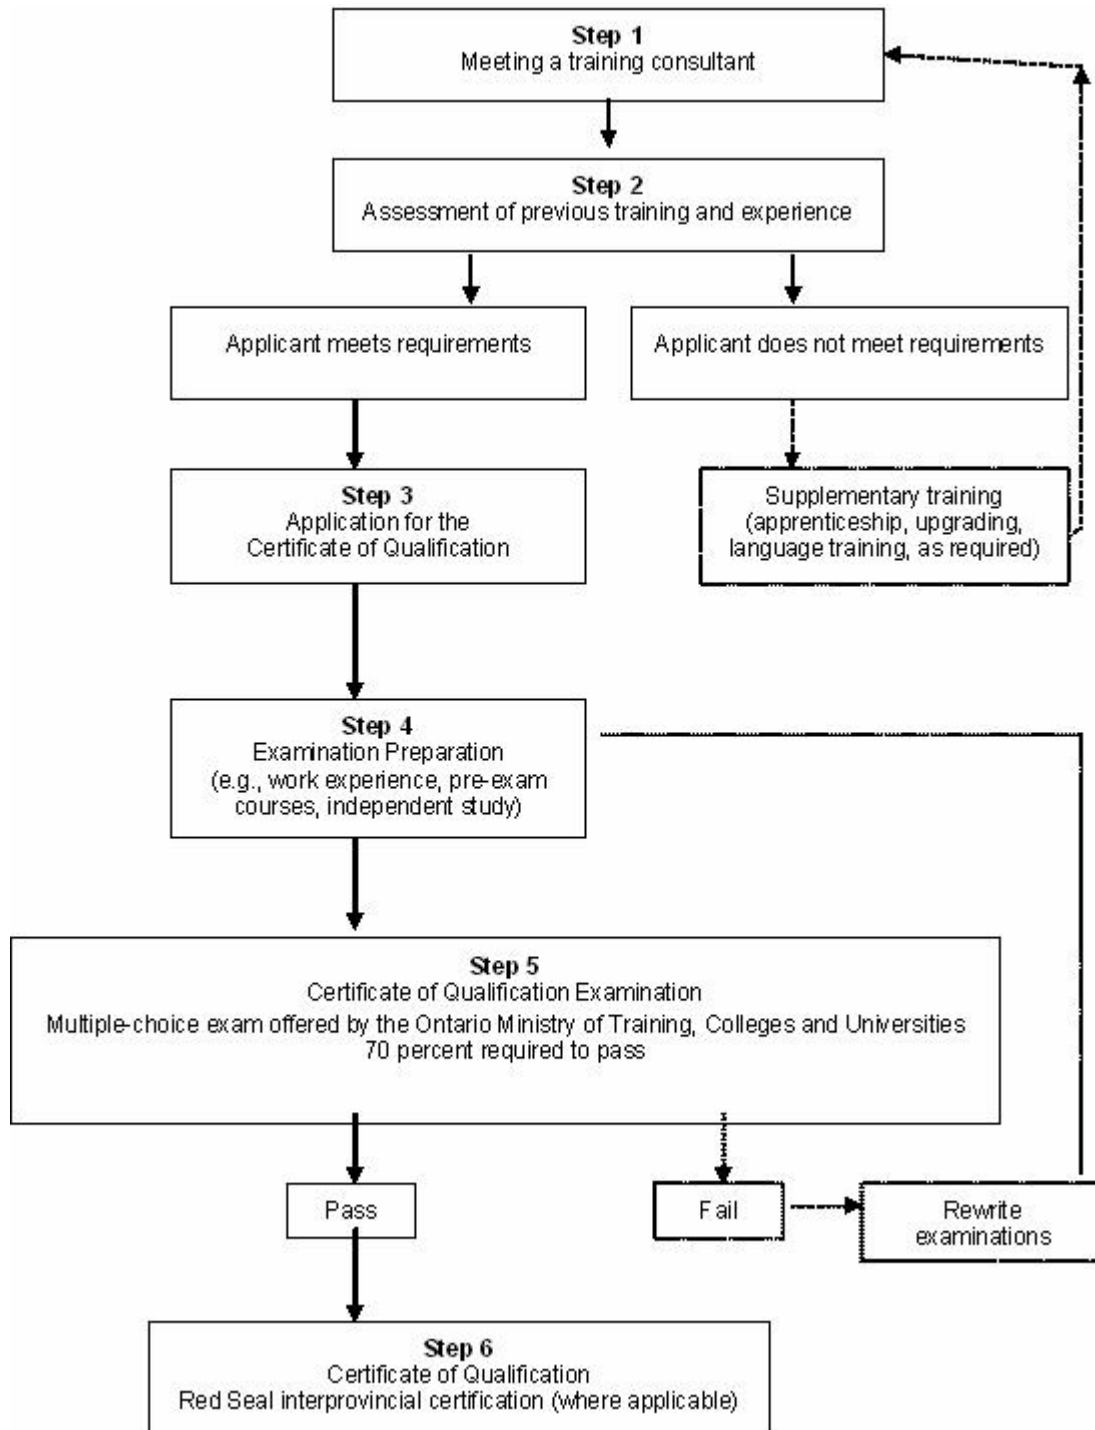 Step 1
Meeting a training consultant
Step 2
Assessment of previous training and experience
Applicant meets requirements
Applicant does not meet requirements
Step 3
Application for the
Certificate of Qualification
Supplementary training
(apprenticeship, upgrading,
language training, as required)
Step 4
Examination Preparation
(e.g., work experience, pre-exam
courses, independent study)
Step 5
Certificate of Qualification Examination
Multiple-choice exam offered by the Ontario Ministry of Training, Colleges and Universities
70 percent required to pass
Pass
Fail
Rewrite
examinations
Step 6
Certificate of Qualification
Red Seal interprovincial certification (where applicable)